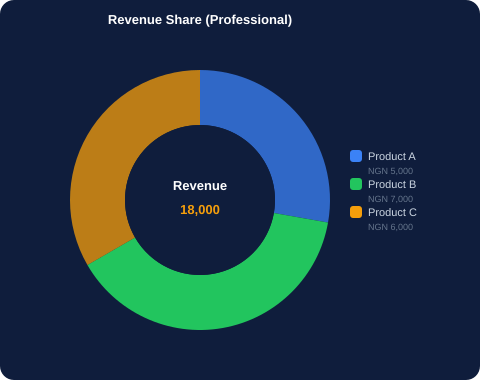 Revenue Share (Professional)
Revenue
18,000
Product A
NGN 5,000
Product B
NGN 7,000
Product C
NGN 6,000